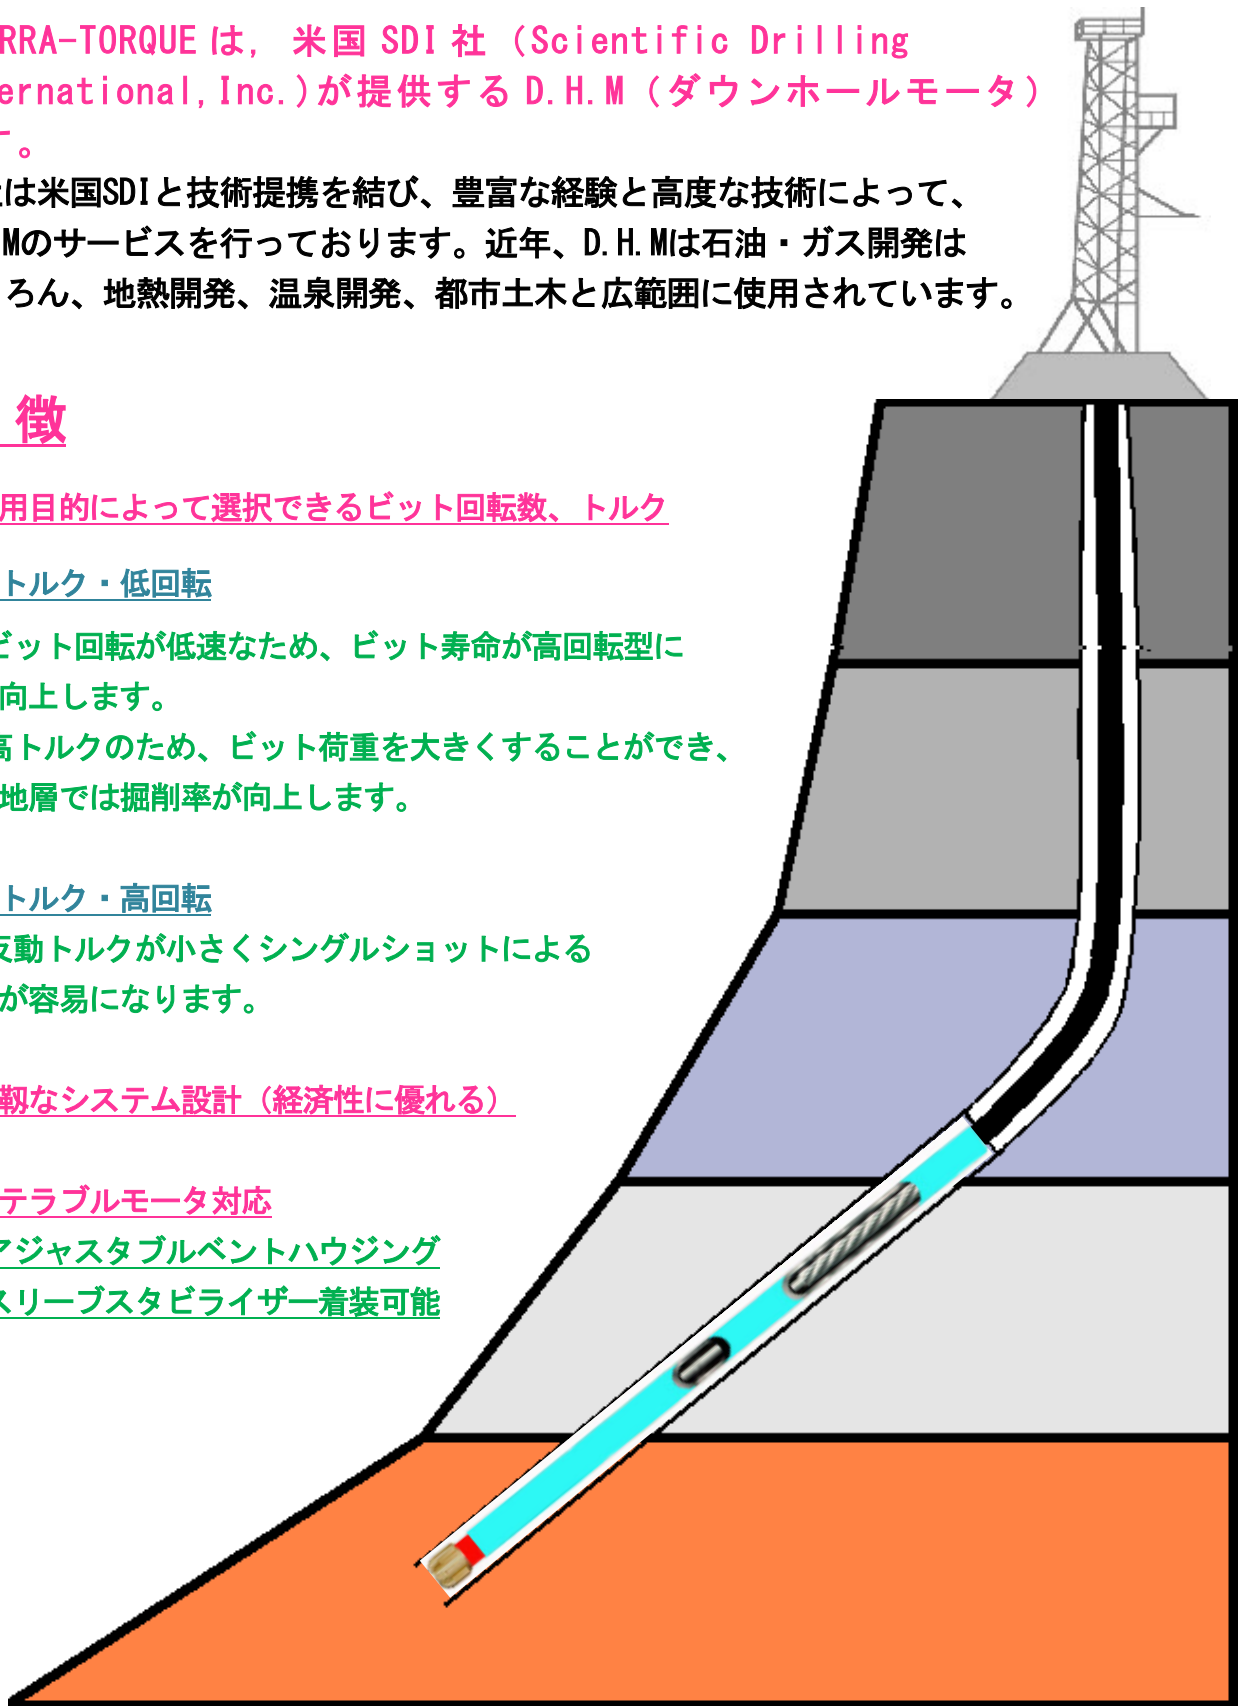 RRA-TORQUE は, 米国 SDI 社（Scientific Drilling
ernational,Inc.)が提供する D.H.M（ダウンホールモータ）
す。
は米国SDIと技術提携を結び、豊富な経験と高度な技術によって、
Mのサービスを行っております。近年、D.H.Mは石油・ガス開発は
ろん、地熱開発、温泉開発、都市土木と広範囲に使用されています。
徴
用目的によって選択できるビット回転数、トルク
トルク・低回転
ビット回転が低速なため、ビット寿命が高回転型に
向上します。
高トルクのため、ビット荷重を大きくすることができ、
地層では掘削率が向上します。
トルク・高回転
反動トルクが小さくシングルショットによる
が容易になります。
靭なシステム設計（経済性に優れる）
テラブルモータ対応
アジャスタブルベントハウジング
スリーブスタビライザー着装可能